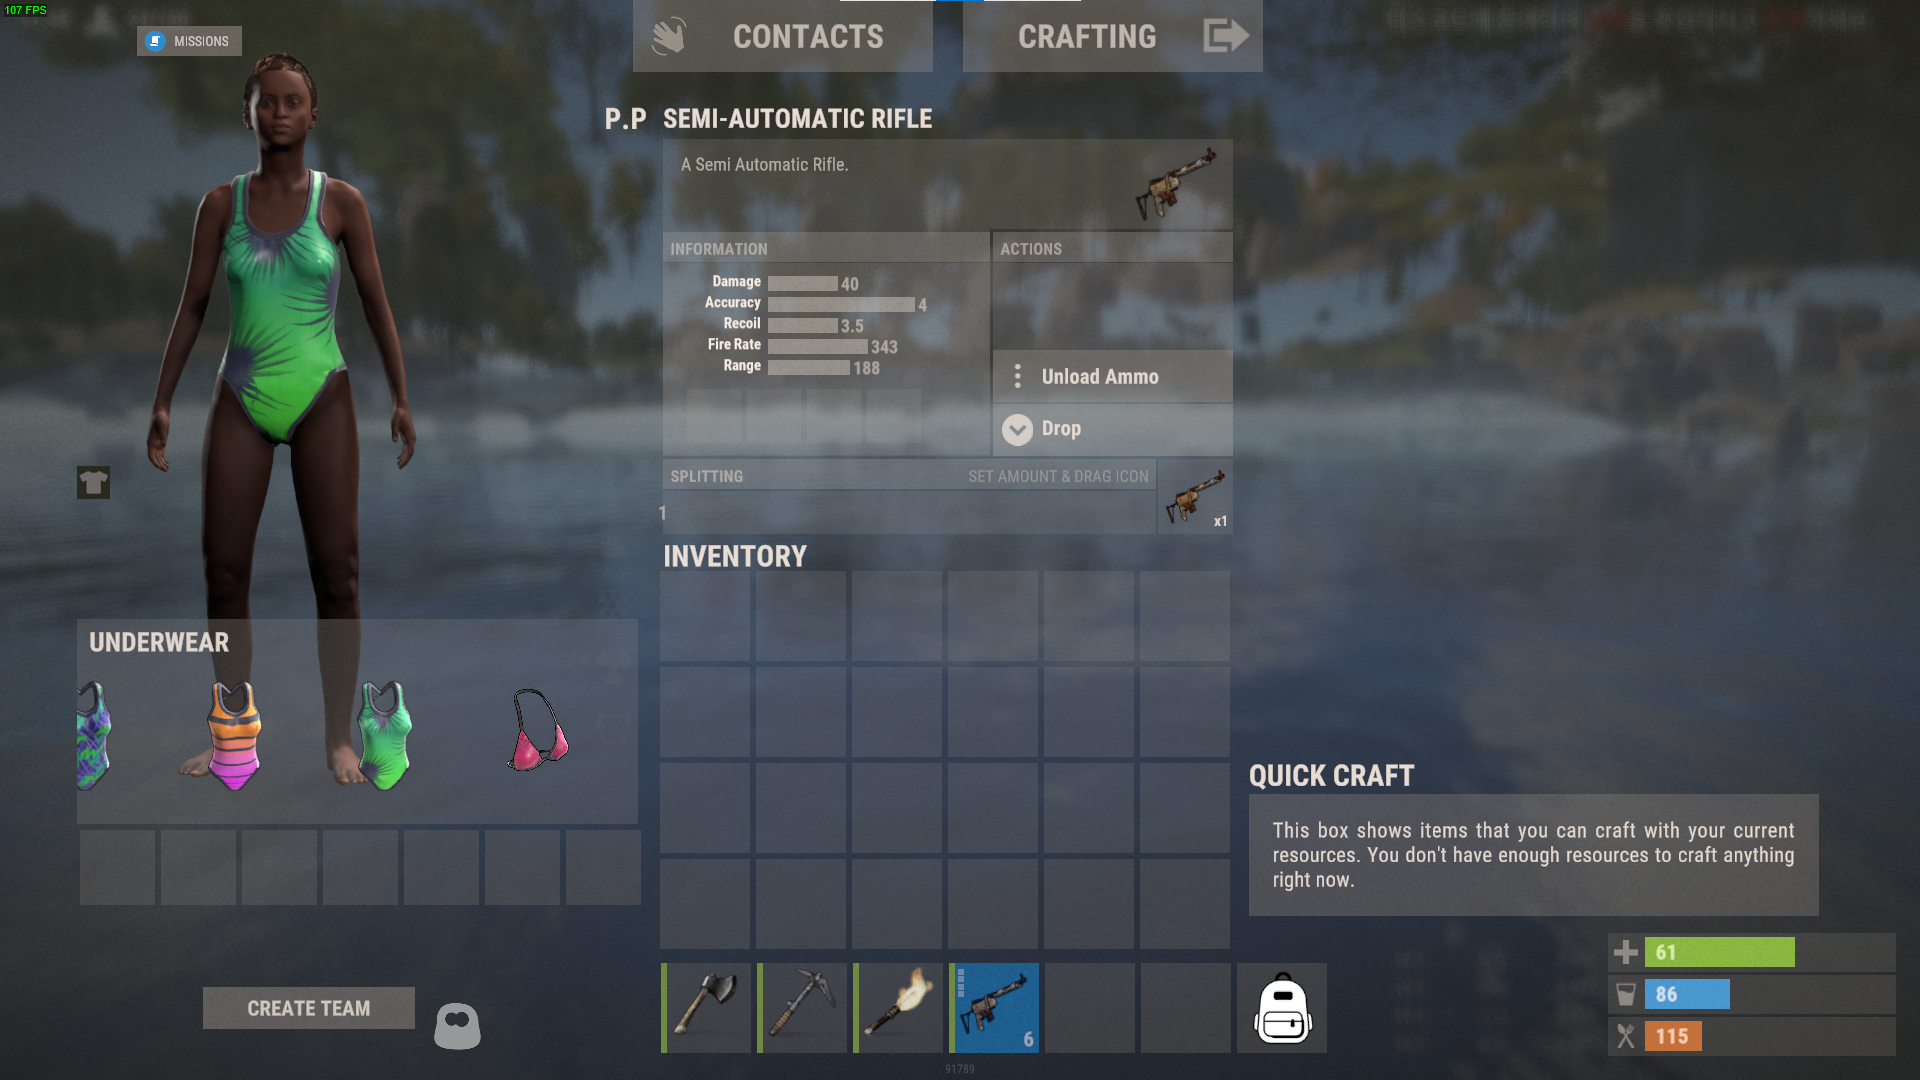 107 FPS
MISSIONS
CONTACTS
CRAFTING
P.P SEMI-AUTOMATIC RIFLE
A Semi Automatic Rifle.
INFORMATION
ACTIONS
Damage 40
Accuracy 4
Recoil 3.5
Fire Rate 343
Range 188
Unload Ammo
Drop
SPLITTING
SET AMOUNT & DRAG ICON
1
x1
INVENTORY
UNDERWEAR
QUICK CRAFT
This box shows items that you can craft with your current
resources. You don't have enough resources to craft anything
right now.
61
86
115
CREATE TEAM
6
91789